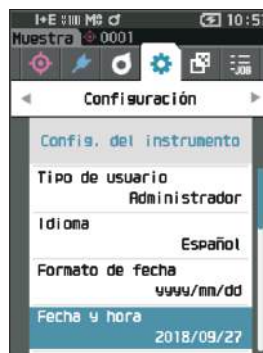 I+E
10:5
Muestra 0001
JOB
Configuración
Config. del instrumento
Tipo de usuario
Administrador
Idioma
Español
Formato de fecha
yyyy/mm/dd
Fecha y hora
2018/09/27